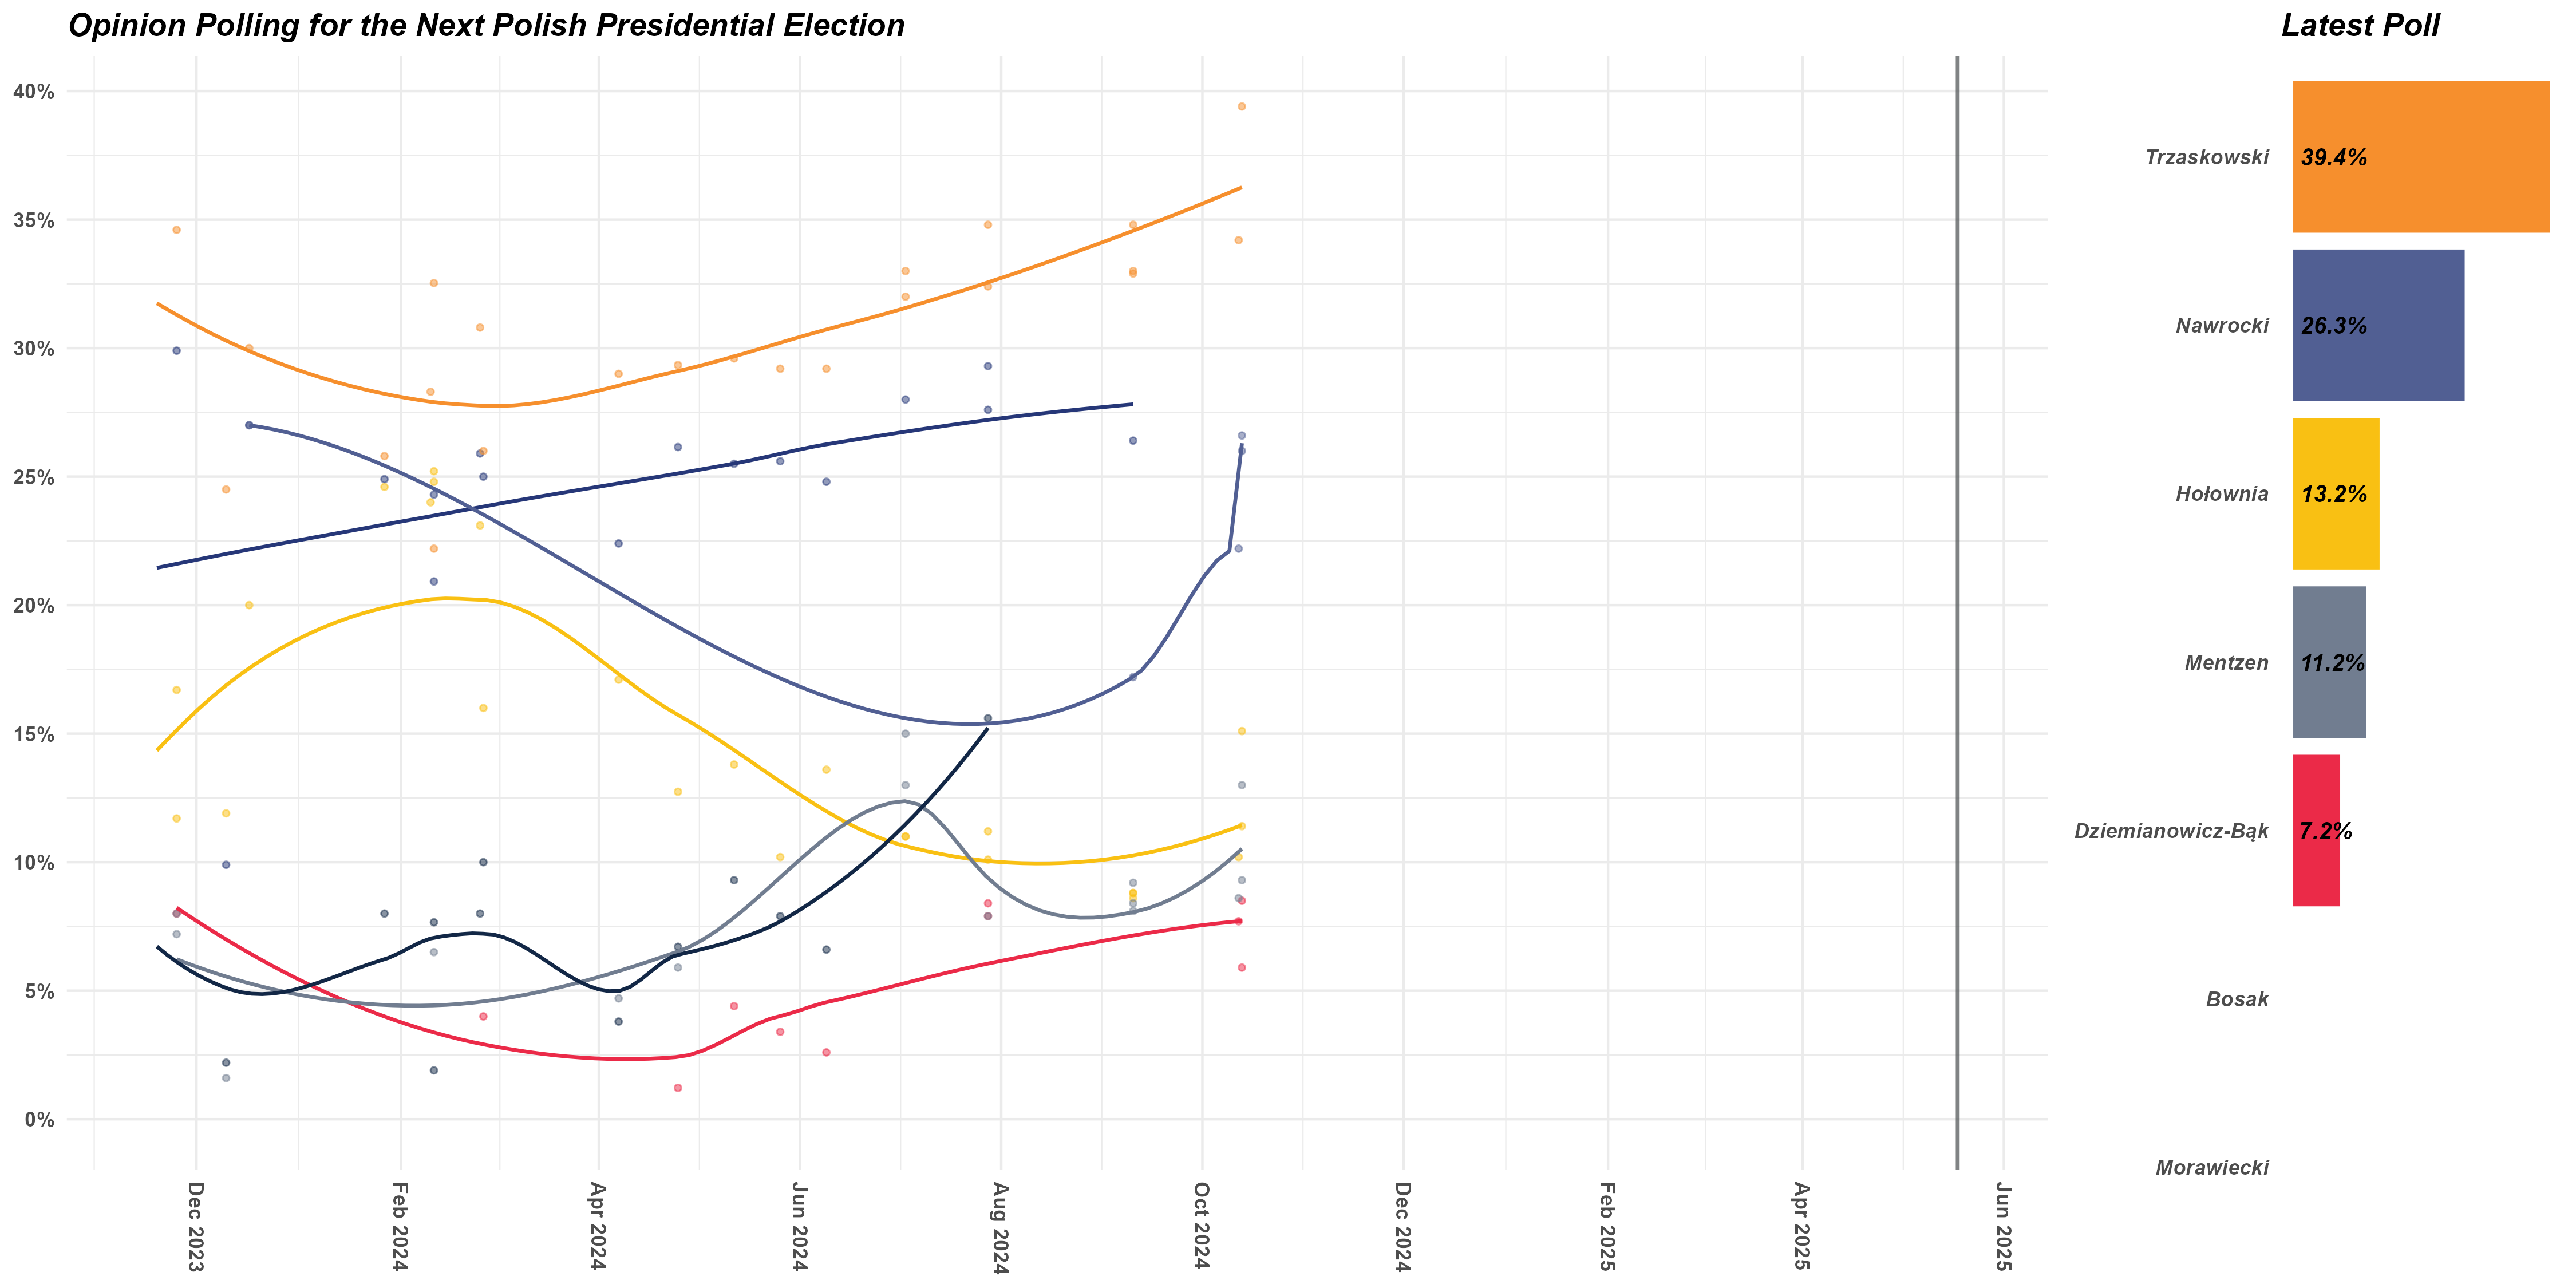 Opinion Polling for the Next Polish Presidential Election
Latest Poll
40%
35%
30%
25%
20%
15%
10%
5%
0%
Dec 2023
Feb 2024
Apr 2024
Jun 2024
Aug 2024
Oct 2024
Dec 2024
Feb 2025
Apr 2025
Jun 2025
Trzaskowski 39.4%
Nawrocki 26.3%
Hołownia 13.2%
Mentzen 11.2%
Dziemianowicz-Bąk 7.2%
Bosak
Morawiecki